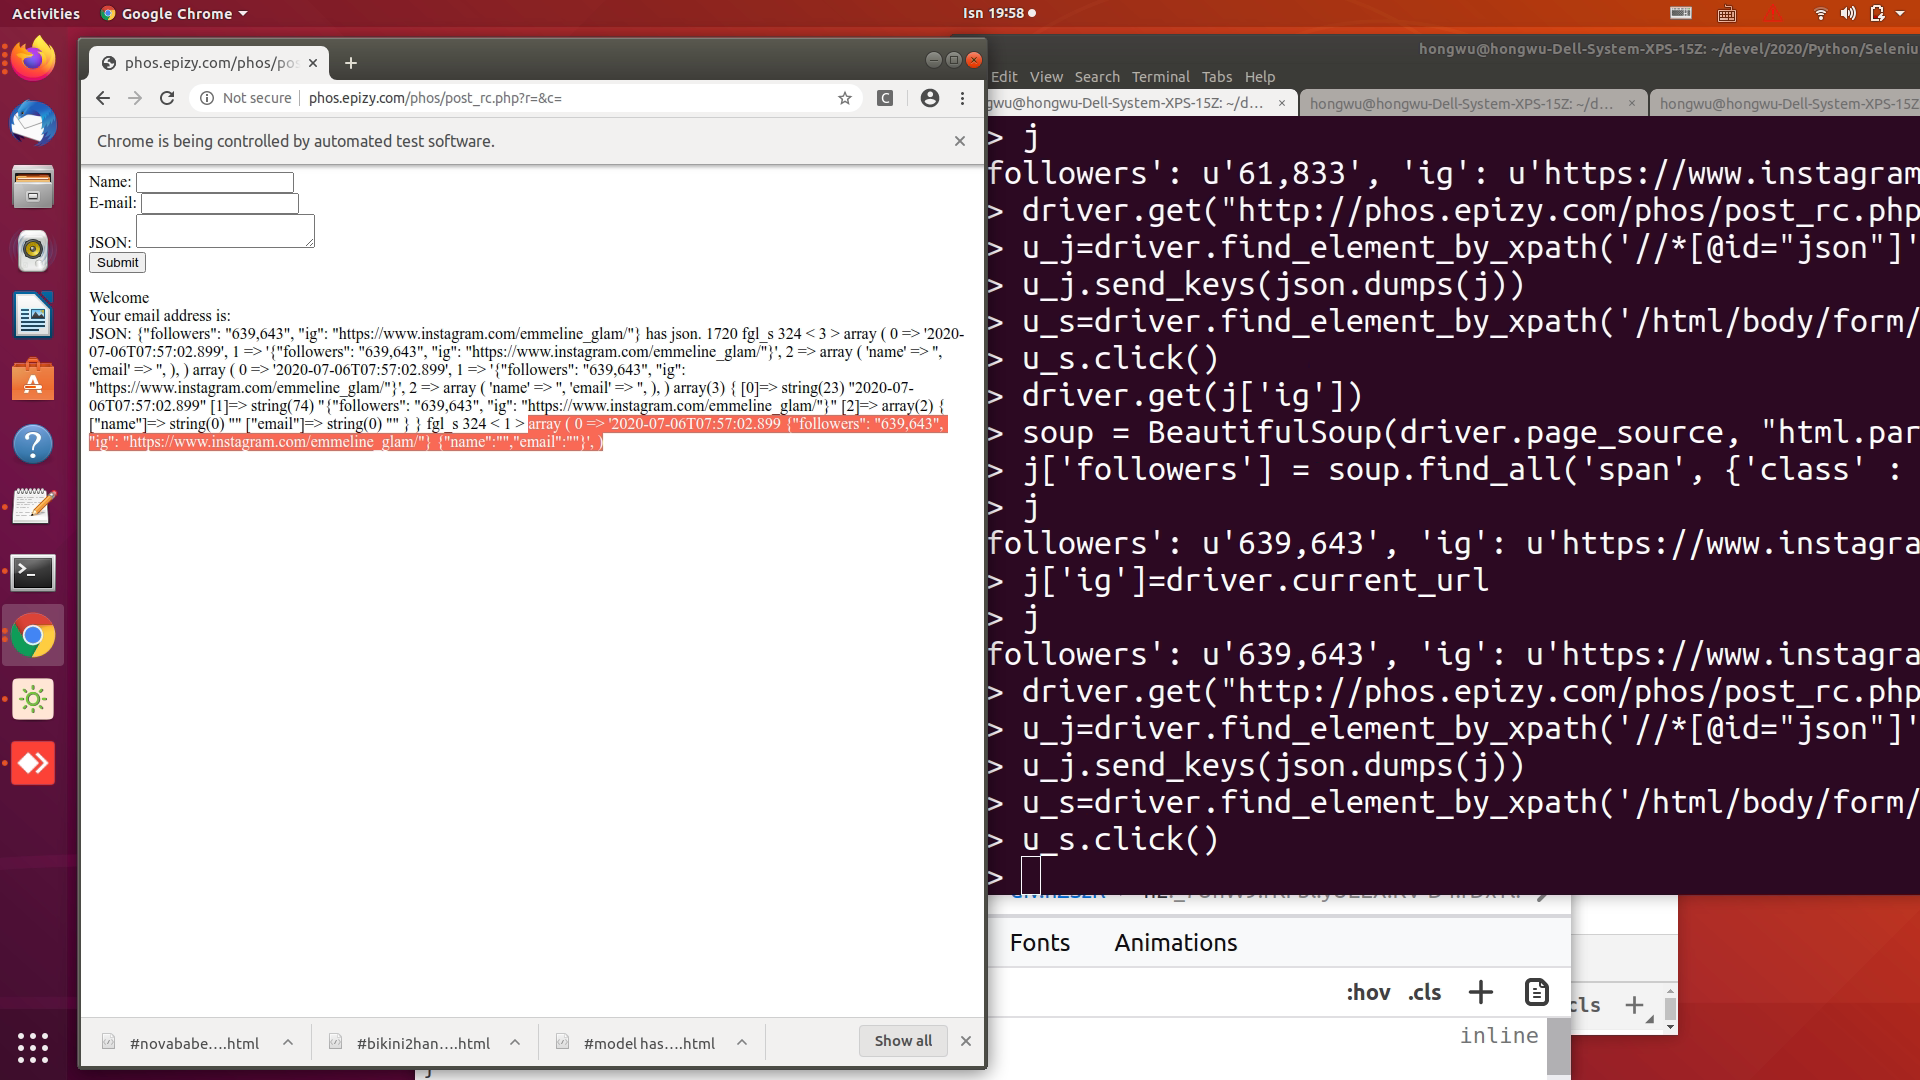 Activities
Google Chrome
Isn 19:58
phos.epizy.com/phos/pos
Not secure
phos.epizy.com/phos/post_rc.php?r=&c=
Chrome is being controlled by automated test software.
Name:
E-mail:
JSON:
Submit
Welcome
Your email address is:
JSON: {"followers": "639,643", "ig": "https://www.instagram.com/emmeline_glam/"} has json. 1720 fgl_s 324 < 3 > array ( 0 => '2020-
07-06T07:57:02.899', 1 => '{"followers": "639,643", "ig": "https://www.instagram.com/emmeline_glam/"}', 2 => array ( 'name' => '',
'email' => '', ), ) array ( 0 => '2020-07-06T07:57:02.899', 1 => '{"followers": "639,643", "ig":
"https://www.instagram.com/emmeline_glam/"}', 2 => array ( 'name' => '', 'email' => '', ), ) array(3) { [0]=> string(23) "2020-07-
06T07:57:02.899" [1]=> string(74) "{"followers": "639,643", "ig": "https://www.instagram.com/emmeline_glam/"}" [2]=> array(2) {
["name"]=> string(0) "" ["email"]=> string(0) "" } } fgl_s 324 < 1 > array ( 0 => '2020-07-06T07:57:02.899 {"followers": "639,643",
"ig": "https://www.instagram.com/emmeline_glam/"} {"name":"","email":""}', )
#novababe....html
#bikini2han....html
#model has....html
Show all
hongwu@hongwu-Dell-System-XPS-15Z: ~/devel/2020/Python/Seleniu
Edit View Search Terminal Tabs Help
gwu@hongwu-Dell-System-XPS-15Z: ~/d...
hongwu@hongwu-Dell-System-XPS-15Z: ~/d...
hongwu@hongwu-Dell-System-XPS-15Z
> j
followers': u'61,833', 'ig': u'https://www.instagram
> driver.get("http://phos.epizy.com/phos/post_rc.php
> u_j=driver.find_element_by_xpath('//*[@id="json"]'
> u_j.send_keys(json.dumps(j))
> u_s=driver.find_element_by_xpath('/html/body/form/
> u_s.click()
> driver.get(j['ig'])
> soup = BeautifulSoup(driver.page_source, "html.par
> j['followers'] = soup.find_all('span', {'class' :
> j
followers': u'639,643', 'ig': u'https://www.instagra
> j['ig']=driver.current_url
> j
followers': u'639,643', 'ig': u'https://www.instagra
> driver.get("http://phos.epizy.com/phos/post_rc.php
> u_j=driver.find_element_by_xpath('//*[@id="json"]'
> u_j.send_keys(json.dumps(j))
> u_s=driver.find_element_by_xpath('/html/body/form/
> u_s.click()
>
Fonts Animations
:hov .cls
cls
inline